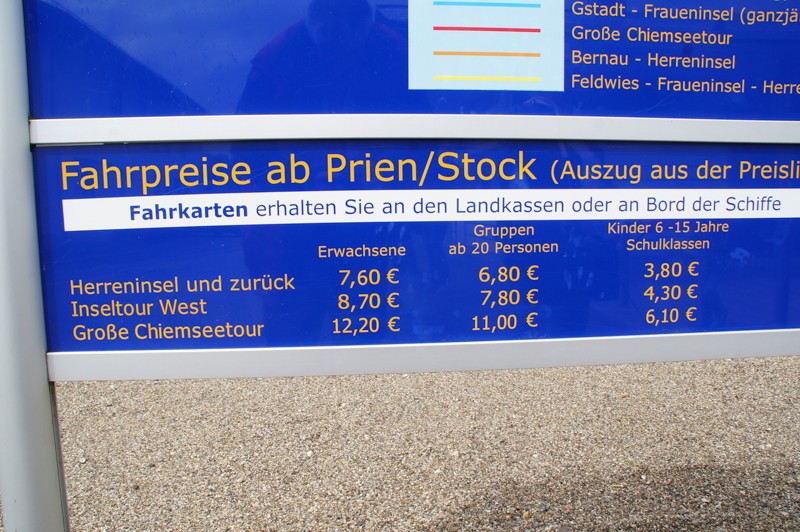 Gstadt - Fraueninsel
Große Chiemseetour
Bernau - Herreninsel
Feldwies - Fraueninsel -
Fahrpreise ab Prien/Stock (Auszug aus der
Fahrkarten erhalten Sie an den Landkassen oder an Bord der Schiffe
Erwachsene Gruppen ab 20 Personen Kinder 6 -15 Jahre Schulklassen
Herreninsel und zurück 7,60 € 6,80 € 3,80 €
Inseltour West 8,70 € 7,80 € 4,30 €
Große Chiemseetour 12,20 € 11,00 € 6,10 €